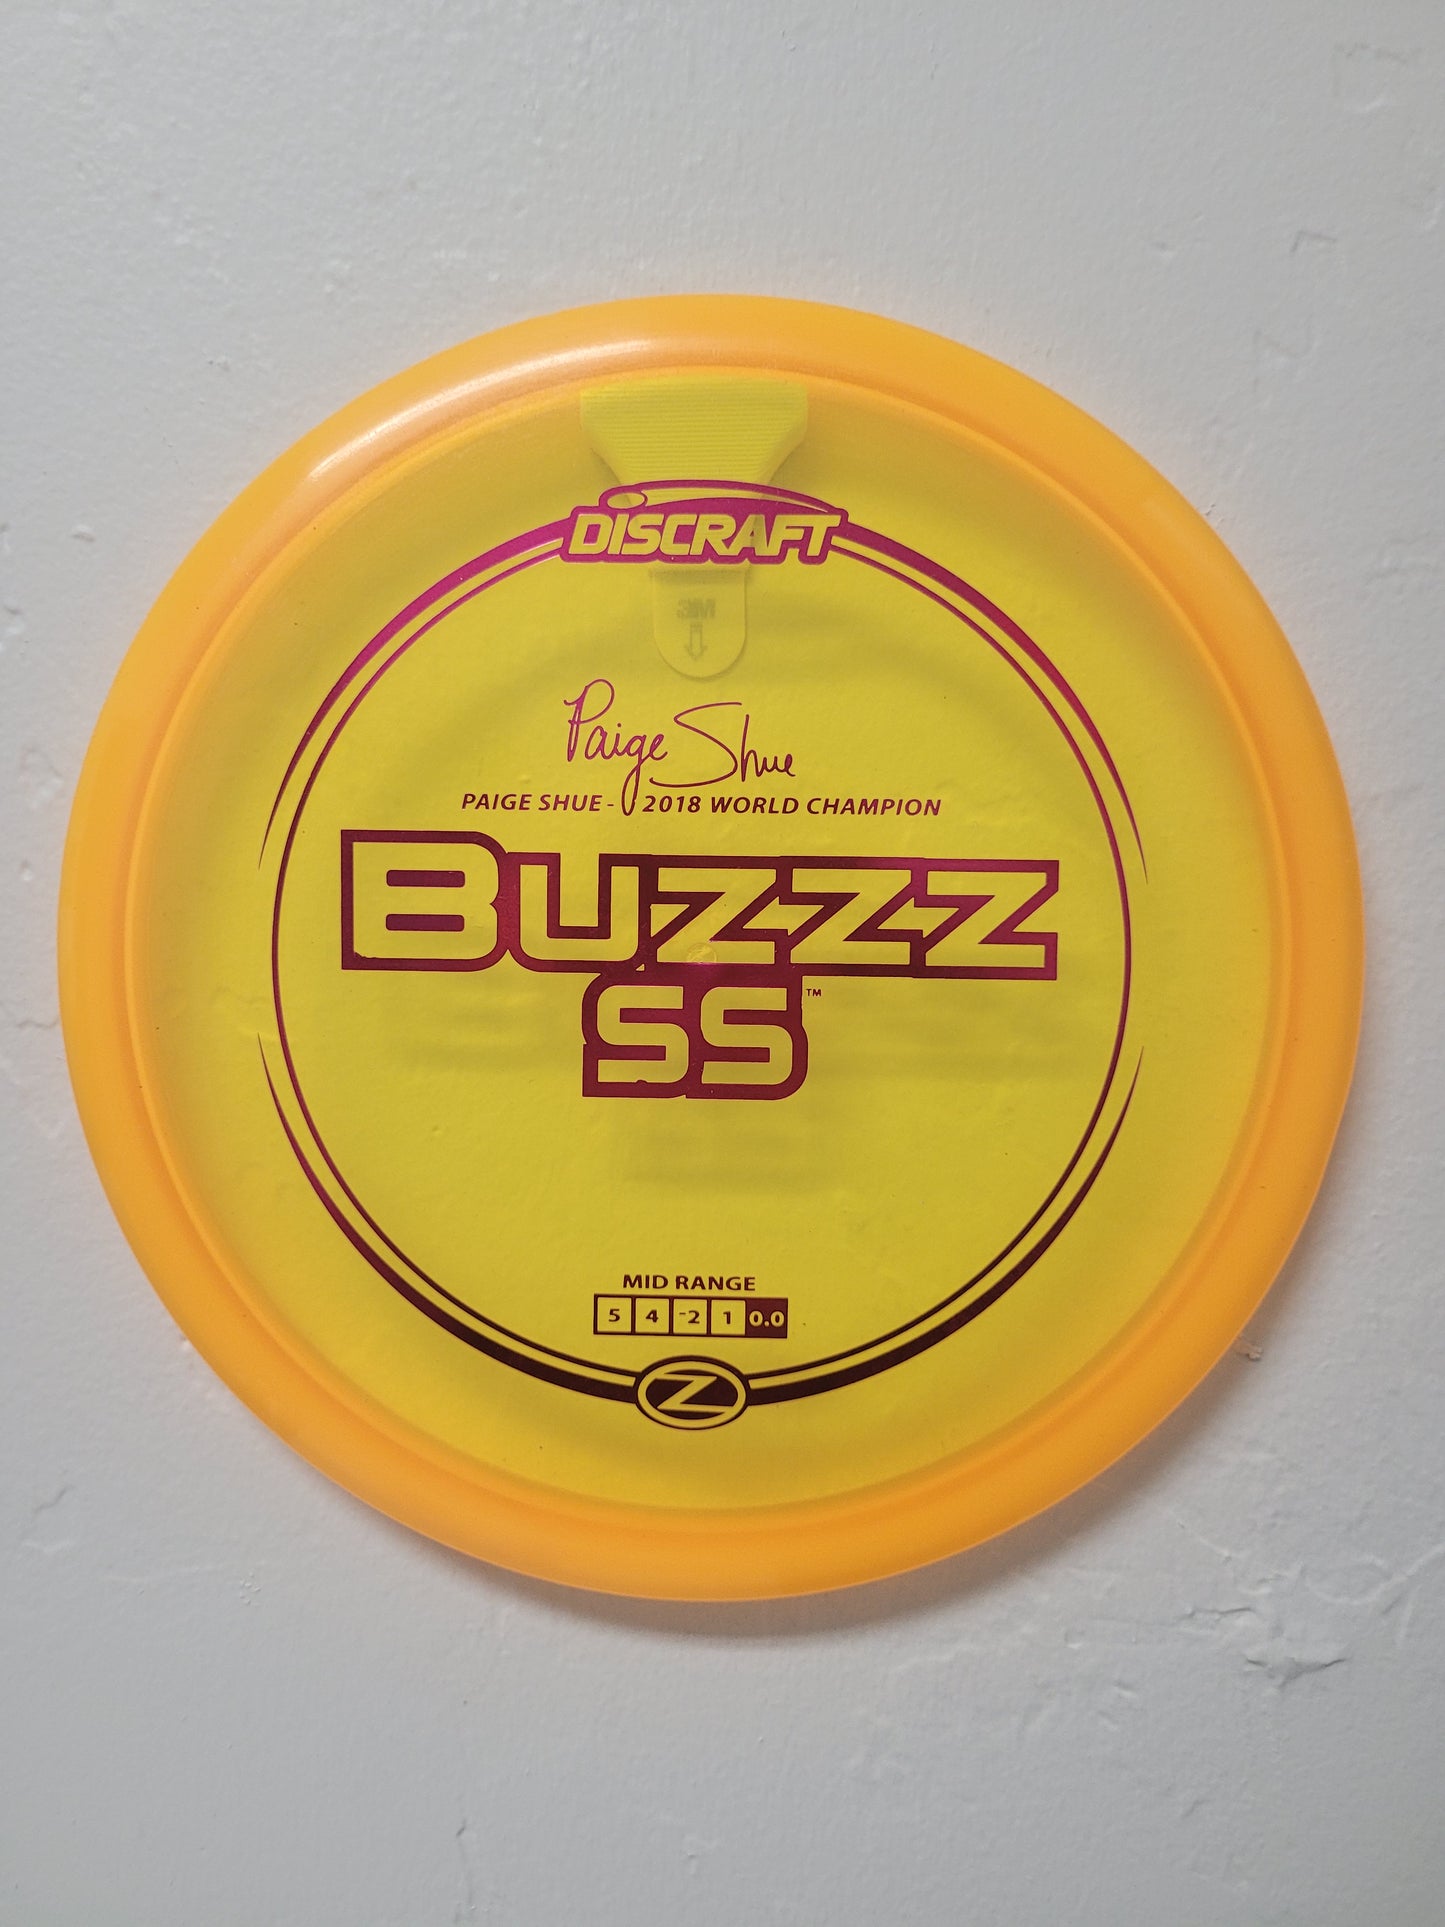 DISCRAFT
3M
Paige Shue
PAIGE SHUE - 2018 WORLD CHAMPION
BUZZZ
SS™
MID RANGE
5 4 -2 1 0.0
Z